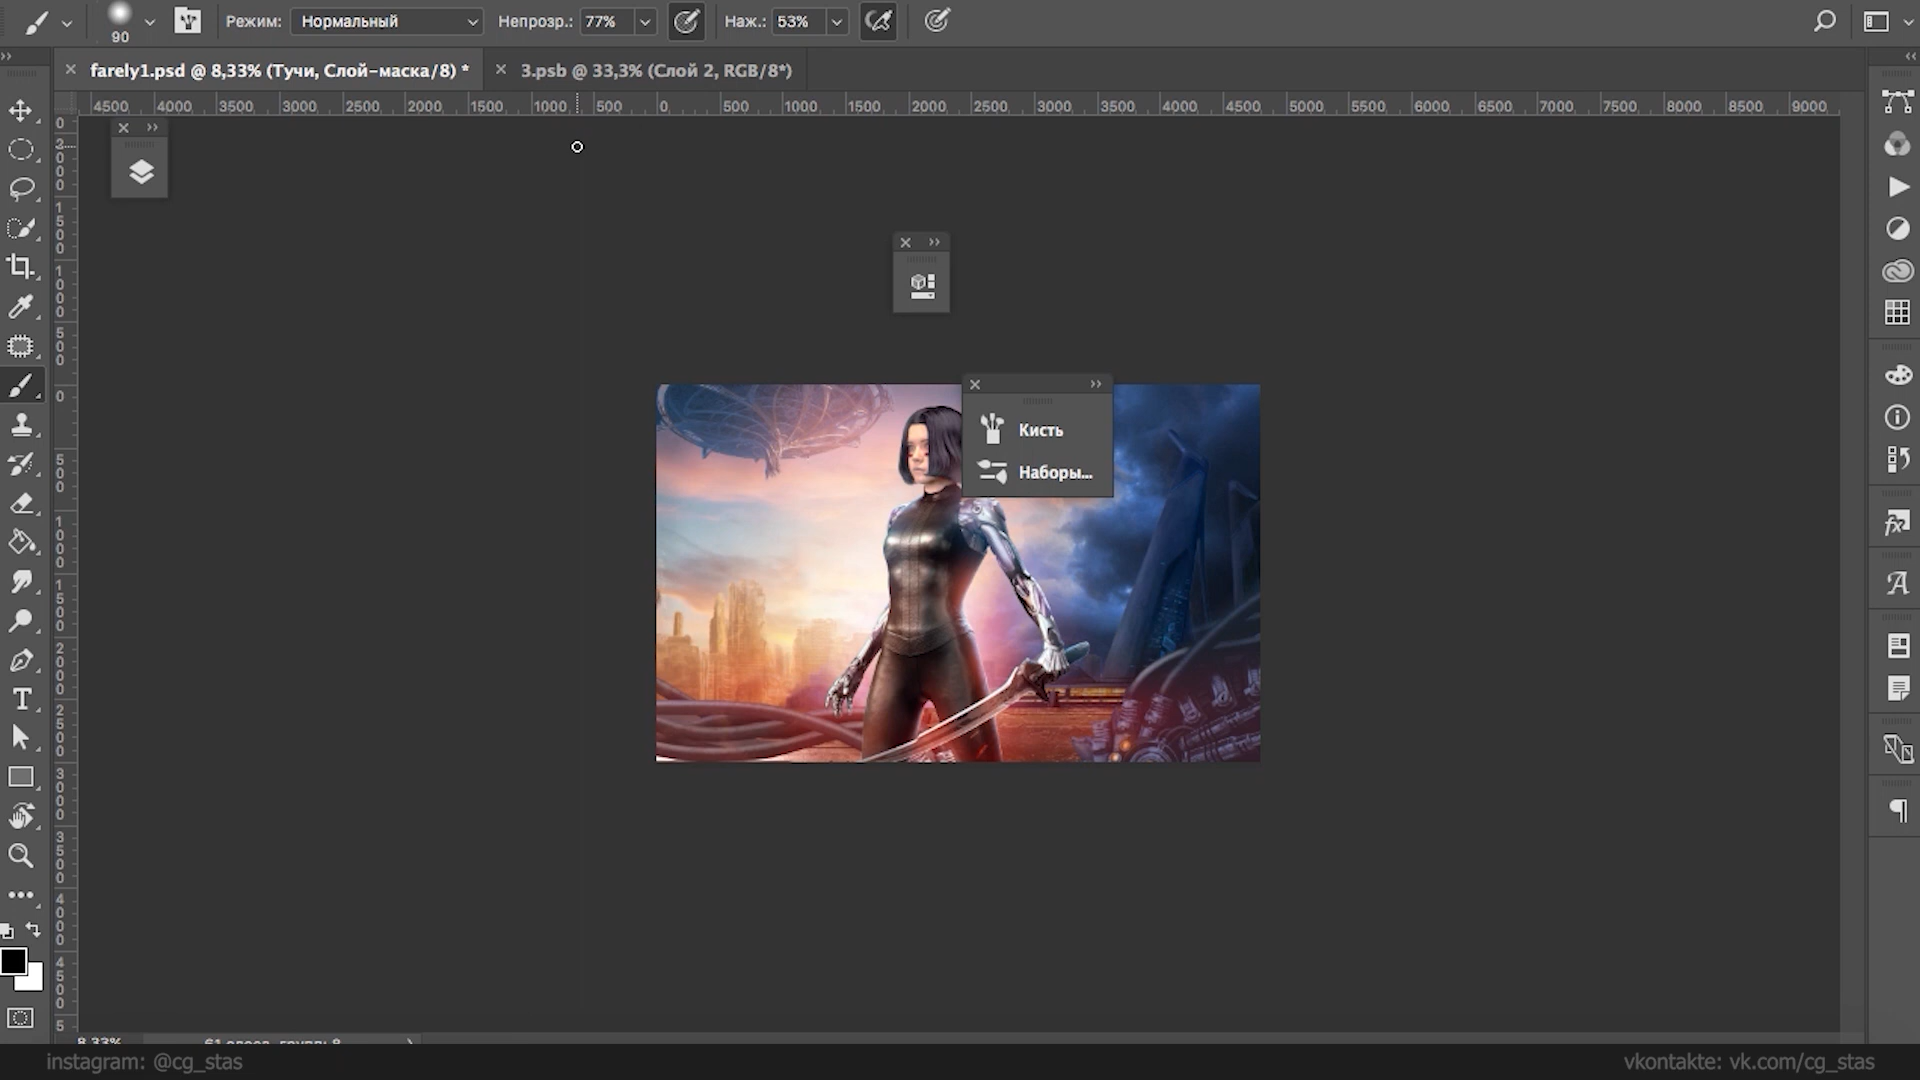 Режим: Нормальный Непрозр.: 77% Наж.: 53%
90
farely1.psd @ 8,33% (Тучи, Слой-маска/8) *
3.psb @ 33,3% (Слой 2, RGB/8*)
4500 4000 3500 3000 2500 2000 1500 1000 500 0 500 1000 1500 2000 2500 3000 3500 4000 4500 5000 5500 6000 6500 7000 7500 8000 8500 9000
Кисть
Наборы...
8,33%
instagram: @cg_stas
vkontakte: vk.com/cg_stas